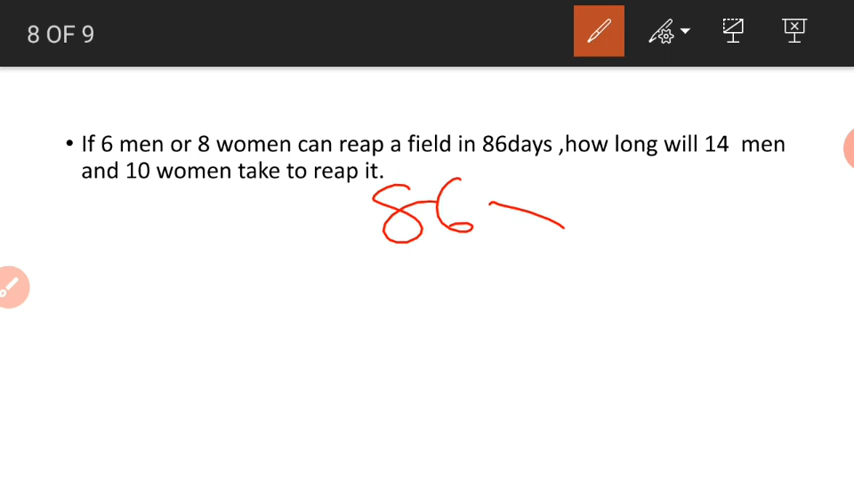 8 OF 9
• If 6 men or 8 women can reap a field in 86days ,how long will 14  men
and 10 women take to reap it.
86